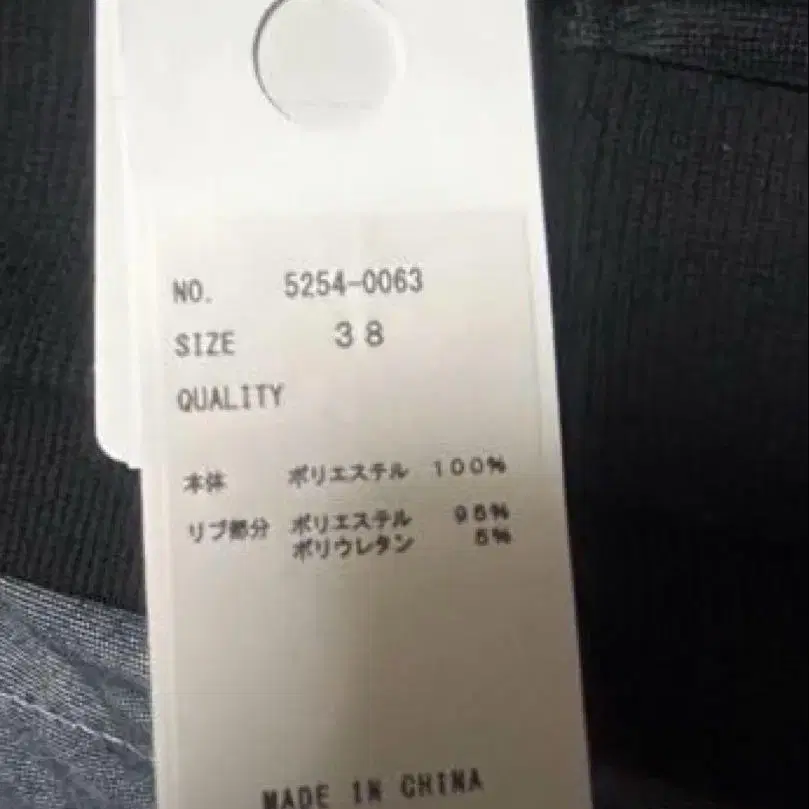 NO. 5254-0063
SIZE 38
QUALITY
本体 ポリエステル 100%
リブ部分 ポリエステル 95%
ポリウレタン 5%
MADE IN CHINA